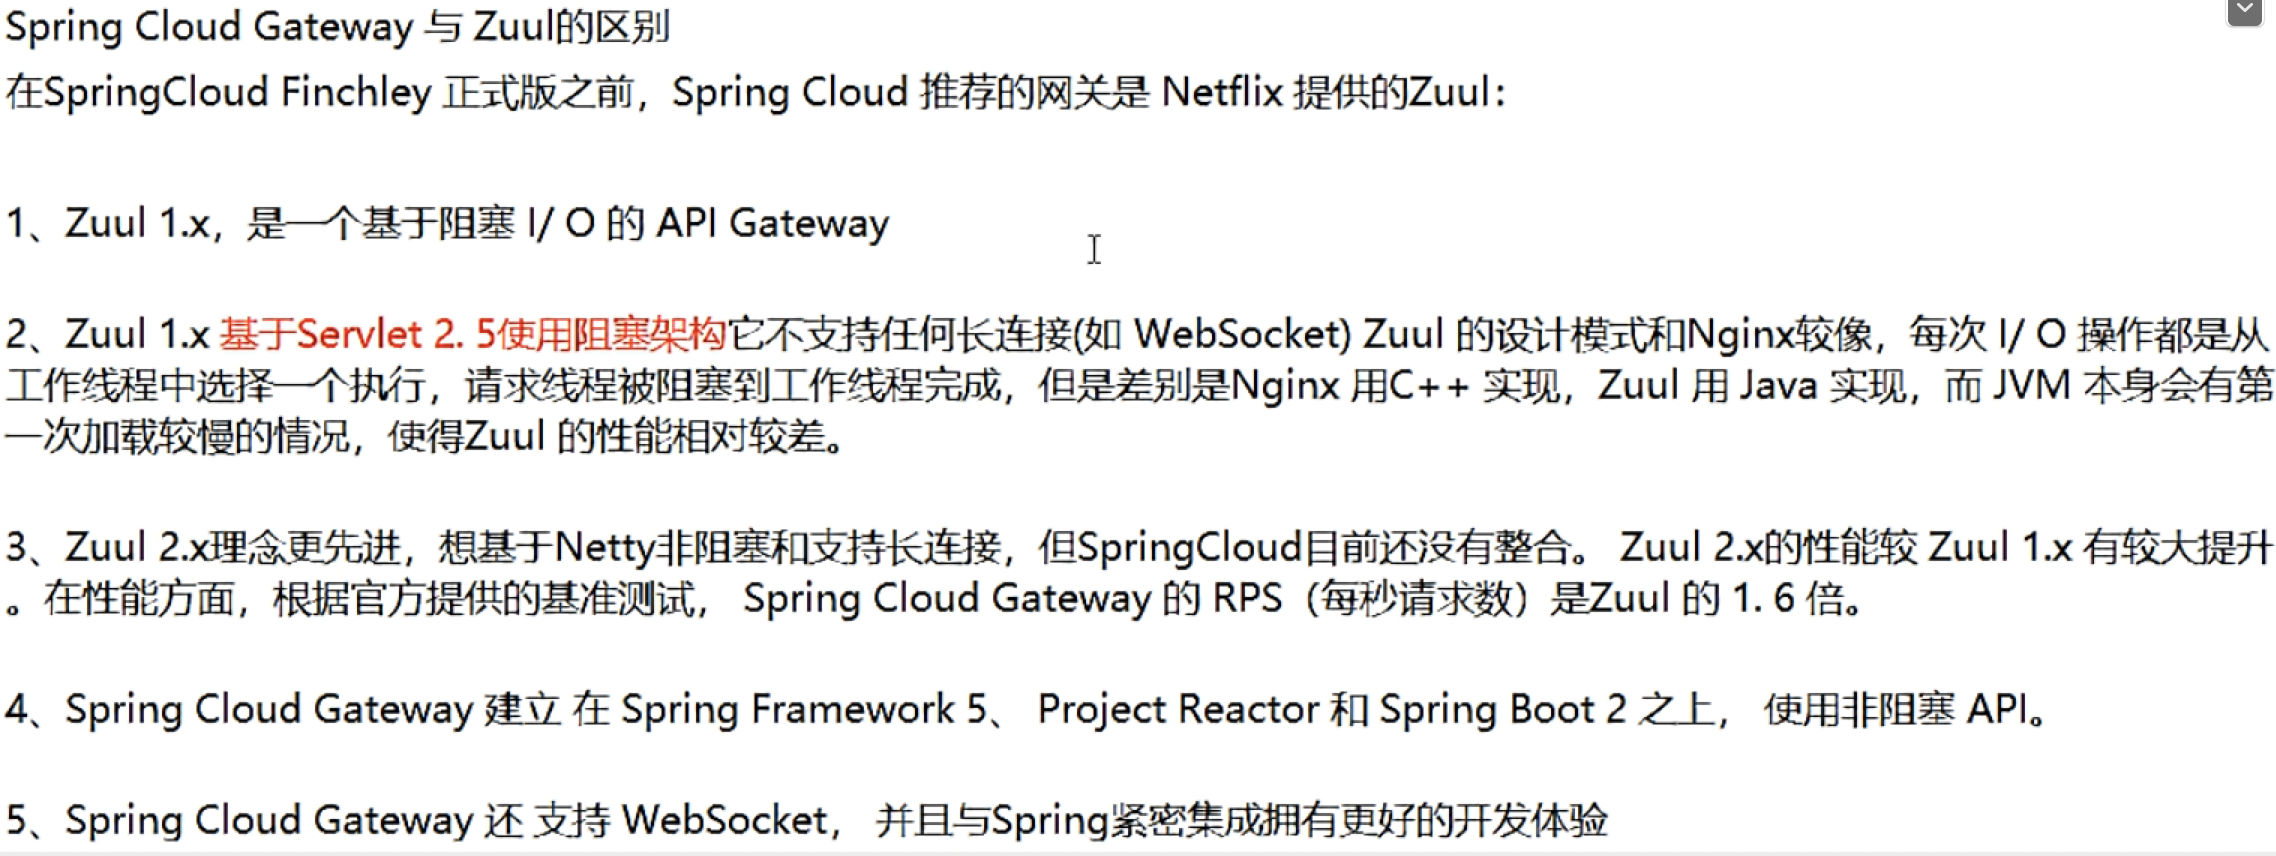 Spring Cloud Gateway 与 Zuul的区别
在SpringCloud Finchley 正式版之前，Spring Cloud 推荐的网关是 Netflix 提供的Zuul：
1、Zuul 1.x，是一个基于阻塞 I/ O 的 API Gateway
2、Zuul 1.x 基于Servlet 2. 5使用阻塞架构它不支持任何长连接(如 WebSocket) Zuul 的设计模式和Nginx较像，每次 I/ O 操作都是从
工作线程中选择一个执行，请求线程被阻塞到工作线程完成，但是差别是Nginx 用C++ 实现，Zuul 用 Java 实现，而 JVM 本身会有第
一次加载较慢的情况，使得Zuul 的性能相对较差。
3、Zuul 2.x理念更先进，想基于Netty非阻塞和支持长连接，但SpringCloud目前还没有整合。 Zuul 2.x的性能较 Zuul 1.x 有较大提升
。在性能方面，根据官方提供的基准测试， Spring Cloud Gateway 的 RPS（每秒请求数）是Zuul 的 1. 6 倍。
4、Spring Cloud Gateway 建立 在 Spring Framework 5、 Project Reactor 和 Spring Boot 2 之上， 使用非阻塞 API。
5、Spring Cloud Gateway 还 支持 WebSocket， 并且与Spring紧密集成拥有更好的开发体验